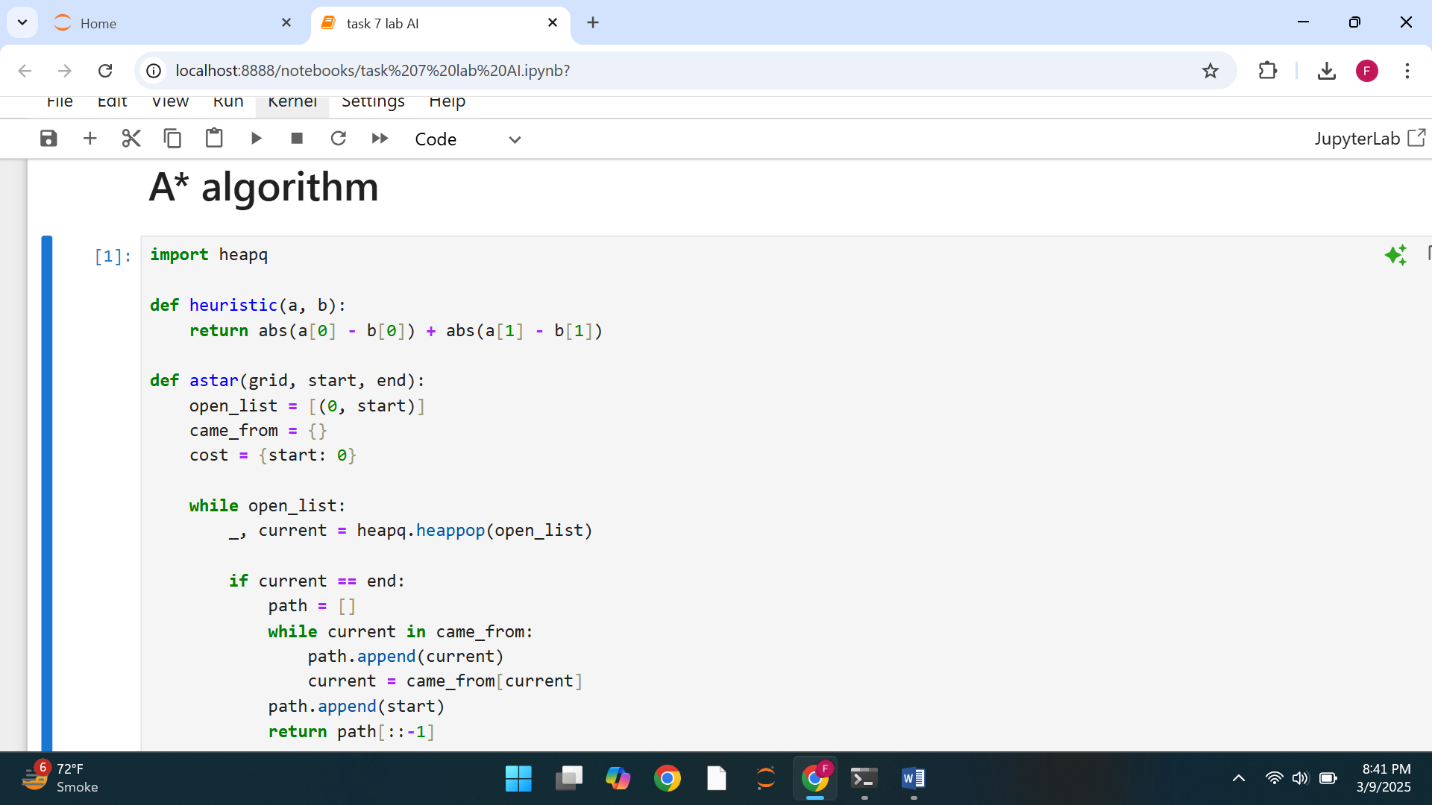 Home
task 7 lab AI
localhost:8888/notebooks/task%207%20lab%20AI.ipynb?
F
File Edit View Run Kernel Settings Help
Code
JupyterLab
A* algorithm
[1]:
import heapq
def heuristic(a, b):
    return abs(a[0] - b[0]) + abs(a[1] - b[1])
def astar(grid, start, end):
    open_list = [(0, start)]
    came_from = {}
    cost = {start: 0}
    while open_list:
        _, current = heapq.heappop(open_list)
        if current == end:
            path = []
            while current in came_from:
                path.append(current)
                current = came_from[current]
            path.append(start)
            return path[::-1]
6
72°F
Smoke
F
W
8:41 PM
3/9/2025